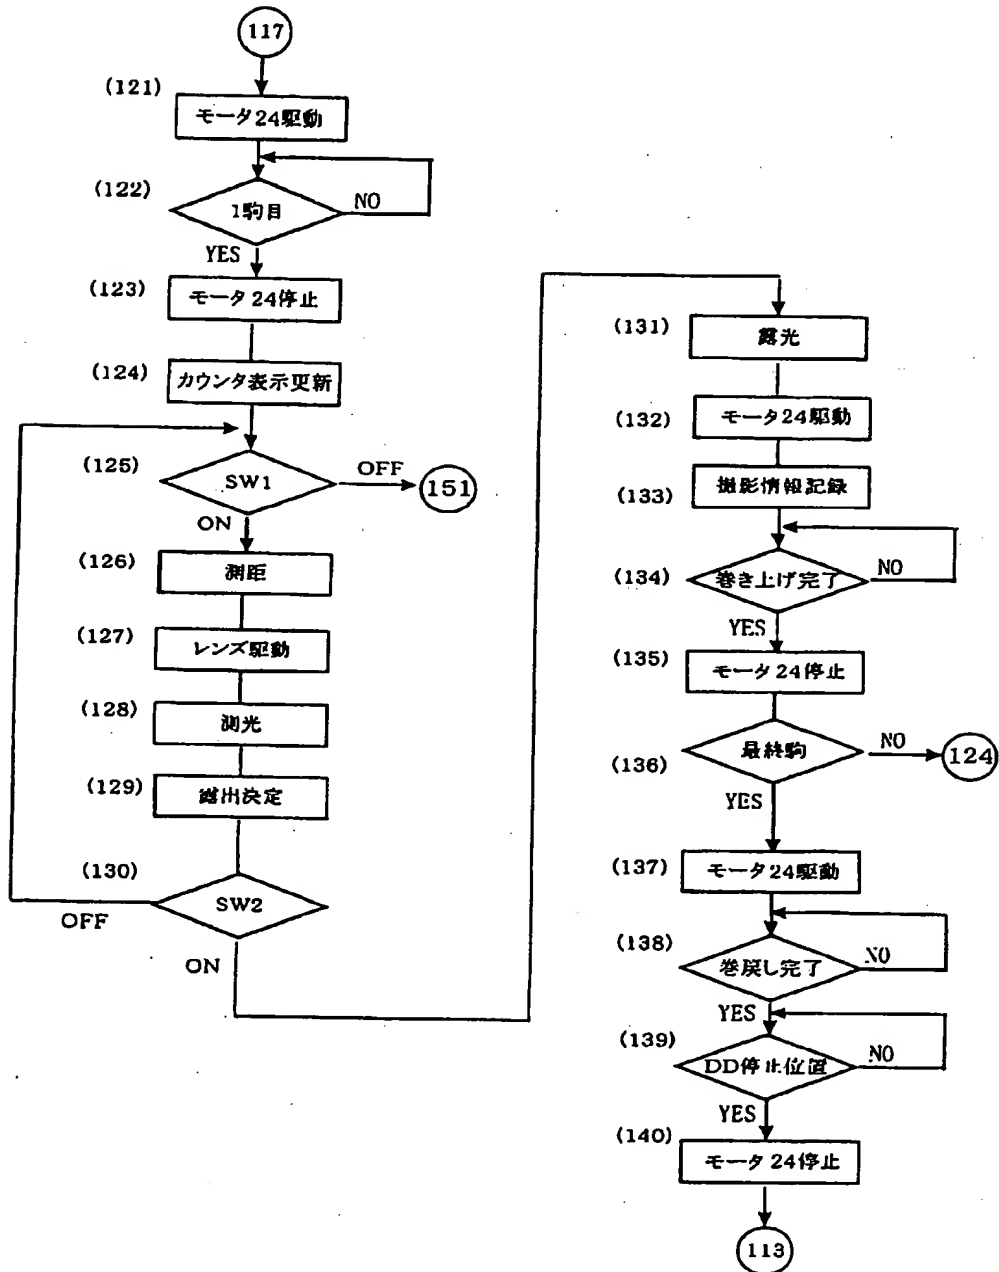 117
(121)
モータ24駆動
(122)
1駒目
NO
YES
(123)
モータ24停止
(124)
カウンタ表示更新
(125)
SW1
OFF
151
ON
(126)
測距
(127)
レンズ駆動
(128)
測光
(129)
露出決定
(130)
SW2
OFF
ON
(131)
露光
(132)
モータ24駆動
(133)
撮影情報記録
(134)
巻き上げ完了
NO
YES
(135)
モータ24停止
(136)
最終駒
NO
124
YES
(137)
モータ24駆動
(138)
巻戻し完了
NO
YES
(139)
DD停止位置
NO
YES
(140)
モータ24停止
113